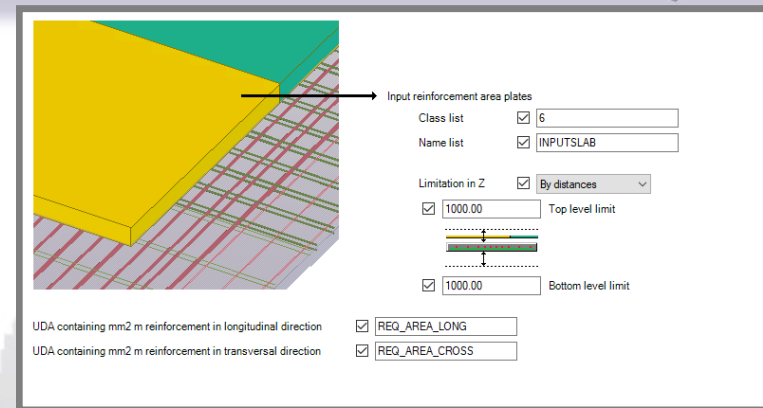 Input reinforcement area plates
Class list 6
Name list INPUTSLAB
Limitation in Z By distances
1000.00 Top level limit
1000.00 Bottom level limit
UDA containing mm2 m reinforcement in longitudinal direction REQ_AREA_LONG
UDA containing mm2 m reinforcement in transversal direction REQ_AREA_CROSS